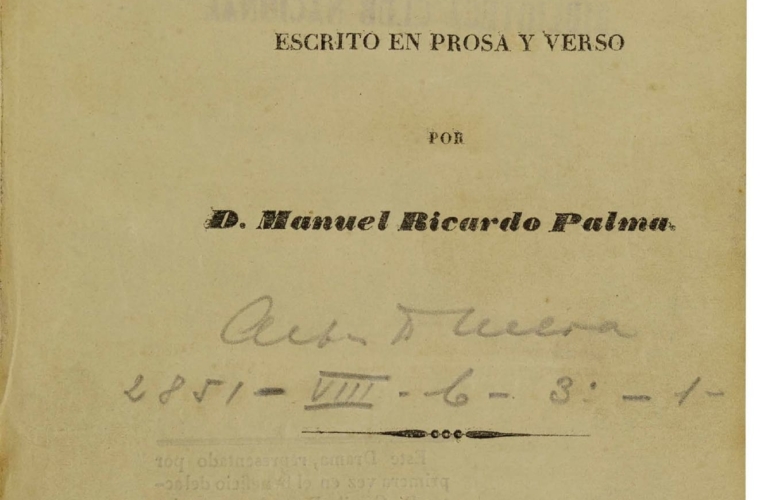 ESCRITO EN PROSA Y VERSO
POR
D. Manuel Ricardo Palma.
2851 - VIII - 6 - 3: - 1 -